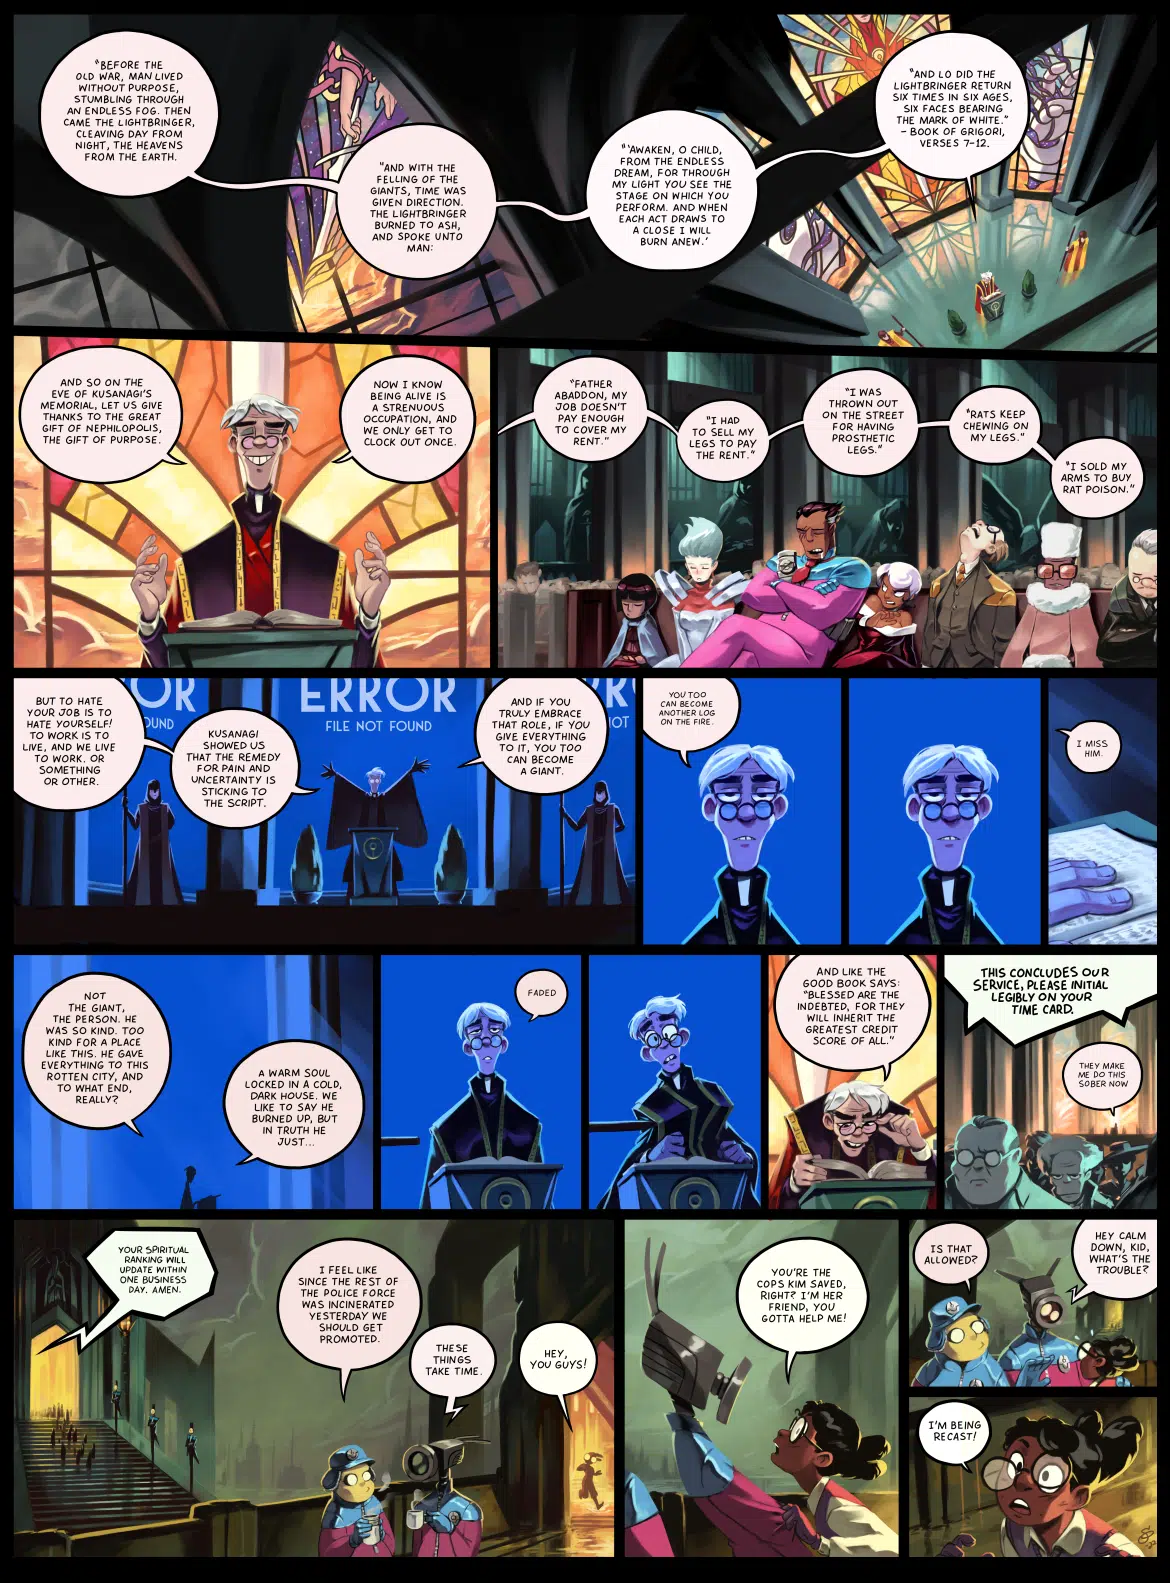 "BEFORE THE
OLD WAR, MAN LIVED
WITHOUT PURPOSE,
STUMBLING THROUGH
AN ENDLESS FOG. THEN
CAME THE LIGHTBRINGER,
CLEAVING DAY FROM
NIGHT, THE HEAVENS
FROM THE EARTH.
"AND WITH THE
FELLING OF THE
GIANTS, TIME WAS
GIVEN DIRECTION.
THE LIGHTBRINGER
BURNED TO ASH,
AND SPOKE UNTO
MAN:
"'AWAKEN, O CHILD,
FROM THE ENDLESS
DREAM, FOR THROUGH
MY LIGHT YOU SEE THE
STAGE ON WHICH YOU
PERFORM. AND WHEN
EACH ACT DRAWS TO
A CLOSE I WILL
BURN ANEW.'
"AND LO DID THE
LIGHTBRINGER RETURN
SIX TIMES IN SIX AGES,
SIX FACES BEARING
THE MARK OF WHITE."
- BOOK OF GRIGORI,
VERSES 7-12.
AND SO ON THE
EVE OF KUSANAGI'S
MEMORIAL, LET US GIVE
THANKS TO THE GREAT
GIFT OF NEPHILOPOLIS,
THE GIFT OF PURPOSE.
NOW I KNOW
BEING ALIVE IS
A STRENUOUS
OCCUPATION, AND
WE ONLY GET TO
CLOCK OUT ONCE.
"FATHER
ABADDON, MY
JOB DOESN'T
PAY ENOUGH
TO COVER MY
RENT."
"I HAD
TO SELL MY
LEGS TO PAY
THE RENT."
"I WAS
THROWN OUT
ON THE STREET
FOR HAVING
PROSTHETIC
LEGS."
"RATS KEEP
CHEWING ON
MY LEGS."
"I SOLD MY
ARMS TO BUY
RAT POISON."
BUT TO HATE
YOUR JOB IS TO
HATE YOURSELF!
TO WORK IS TO
LIVE, AND WE LIVE
TO WORK. OR
SOMETHING
OR OTHER.
ERROR
FILE NOT FOUND
KUSANAGI
SHOWED US
THAT THE REMEDY
FOR PAIN AND
UNCERTAINTY IS
STICKING TO
THE SCRIPT.
AND IF YOU
TRULY EMBRACE
THAT ROLE, IF YOU
GIVE EVERYTHING
TO IT, YOU TOO
CAN BECOME
A GIANT.
YOU TOO
CAN BECOME
ANOTHER LOG
ON THE FIRE.
I MISS
HIM.
NOT
THE GIANT,
THE PERSON. HE
WAS SO KIND. TOO
KIND FOR A PLACE
LIKE THIS. HE GAVE
EVERYTHING TO THIS
ROTTEN CITY, AND
TO WHAT END,
REALLY?
A WARM SOUL
LOCKED IN A COLD,
DARK HOUSE. WE
LIKE TO SAY HE
BURNED UP, BUT
IN TRUTH HE
JUST...
FADED
AND LIKE THE
GOOD BOOK SAYS:
"BLESSED ARE THE
INDEBTED, FOR THEY
WILL INHERIT THE
GREATEST CREDIT
SCORE OF ALL."
THIS CONCLUDES OUR
SERVICE, PLEASE INITIAL
LEGIBLY ON YOUR
TIME CARD.
THEY MAKE
ME DO THIS
SOBER NOW
YOUR SPIRITUAL
RANKING WILL
UPDATE WITHIN
ONE BUSINESS
DAY. AMEN.
I FEEL LIKE
SINCE THE REST OF
THE POLICE FORCE
WAS INCINERATED
YESTERDAY WE
SHOULD GET
PROMOTED.
THESE
THINGS
TAKE TIME.
HEY,
YOU GUYS!
YOU'RE THE
COPS KIM SAVED,
RIGHT? I'M HER
FRIEND, YOU
GOTTA HELP ME!
IS THAT
ALLOWED?
HEY CALM
DOWN, KID,
WHAT'S THE
TROUBLE?
I'M BEING
RECAST!